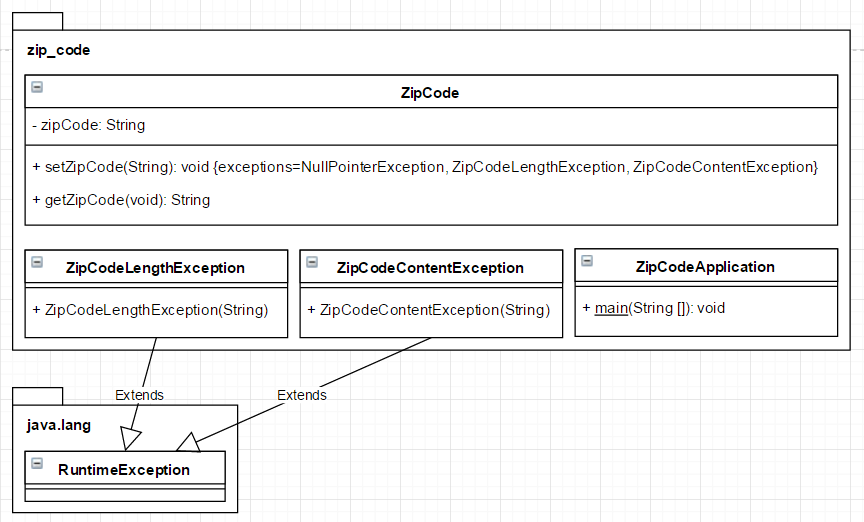 zip_code
ZipCode
- zipCode: String
+ setZipCode(String): void {exceptions=NullPointerException, ZipCodeLengthException, ZipCodeContentException}
+ getZipCode(void): String
ZipCodeLengthException
+ ZipCodeLengthException(String)
ZipCodeContentException
+ ZipCodeContentException(String)
ZipCodeApplication
+ main(String []): void
Extends
Extends
java.lang
RuntimeException